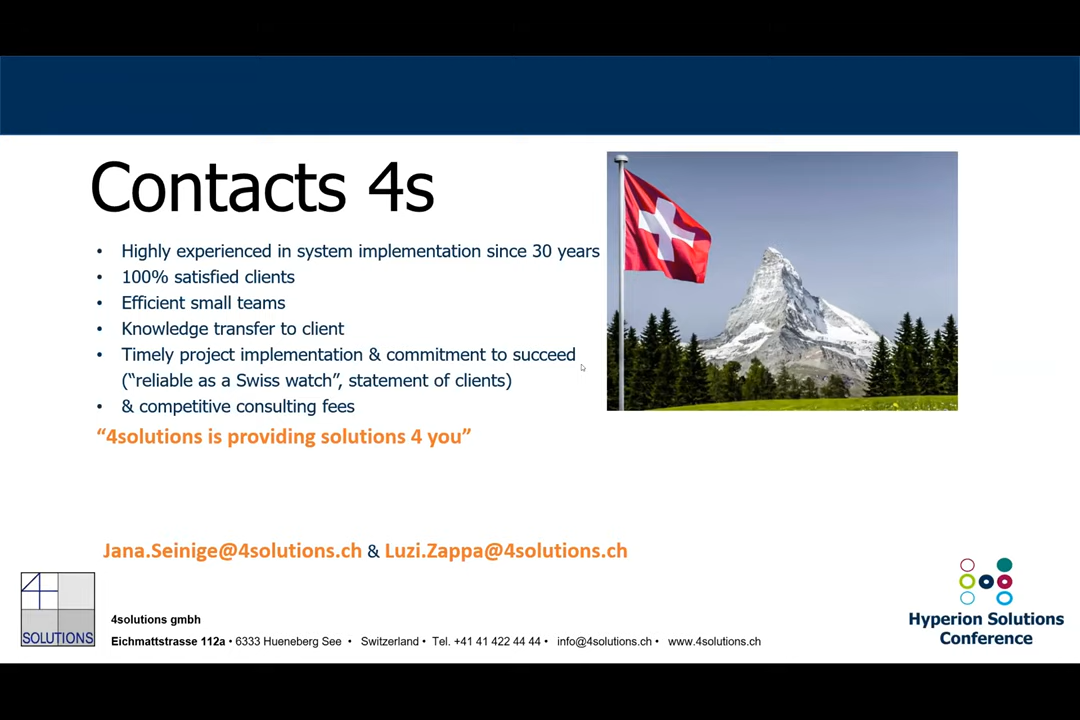 Contacts 4s
• Highly experienced in system implementation since 30 years
• 100% satisfied clients
• Efficient small teams
• Knowledge transfer to client
• Timely project implementation & commitment to succeed
(“reliable as a Swiss watch”, statement of clients)
• & competitive consulting fees
“4solutions is providing solutions 4 you”
Jana.Seinige@4solutions.ch & Luzi.Zappa@4solutions.ch
4
SOLUTIONS
4solutions gmbh
Eichmattstrasse 112a • 6333 Hueneberg See • Switzerland • Tel. +41 41 422 44 44 • info@4solutions.ch • www.4solutions.ch
Hyperion Solutions
Conference